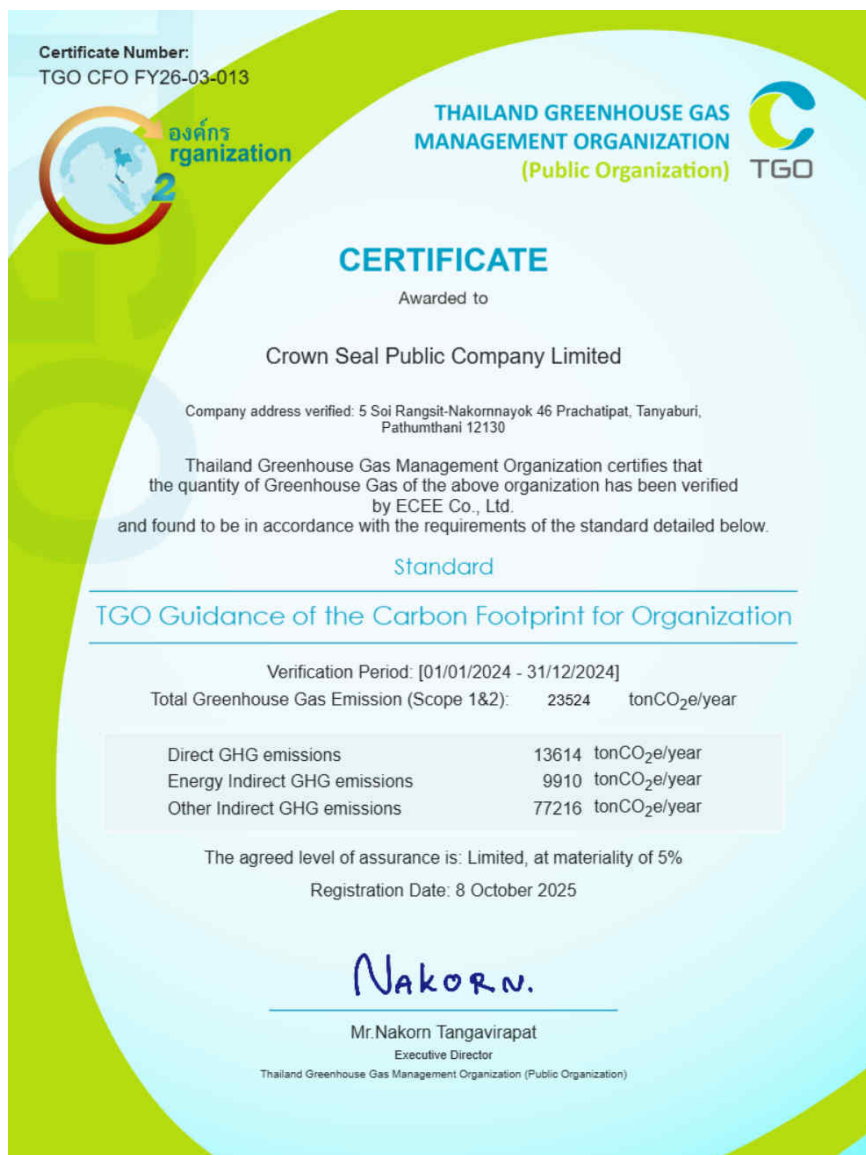 Certificate Number:
TGO CFO FY26-03-013
องค์กร
rganization
2
THAILAND GREENHOUSE GAS
MANAGEMENT ORGANIZATION
(Public Organization)
TGO
CERTIFICATE
Awarded to
Crown Seal Public Company Limited
Company address verified: 5 Soi Rangsit-Nakornnayok 46 Prachatipat, Tanyaburi,
Pathumthani 12130
Thailand Greenhouse Gas Management Organization certifies that
the quantity of Greenhouse Gas of the above organization has been verified
by ECEE Co., Ltd.
and found to be in accordance with the requirements of the standard detailed below.
Standard
TGO Guidance of the Carbon Footprint for Organization
Verification Period: [01/01/2024 - 31/12/2024]
Total Greenhouse Gas Emission (Scope 1&2): 23524 tonCO₂e/year
Direct GHG emissions 13614 tonCO₂e/year
Energy Indirect GHG emissions 9910 tonCO₂e/year
Other Indirect GHG emissions 77216 tonCO₂e/year
The agreed level of assurance is: Limited, at materiality of 5%
Registration Date: 8 October 2025
NAKORN.
Mr.Nakorn Tangavirapat
Executive Director
Thailand Greenhouse Gas Management Organization (Public Organization)